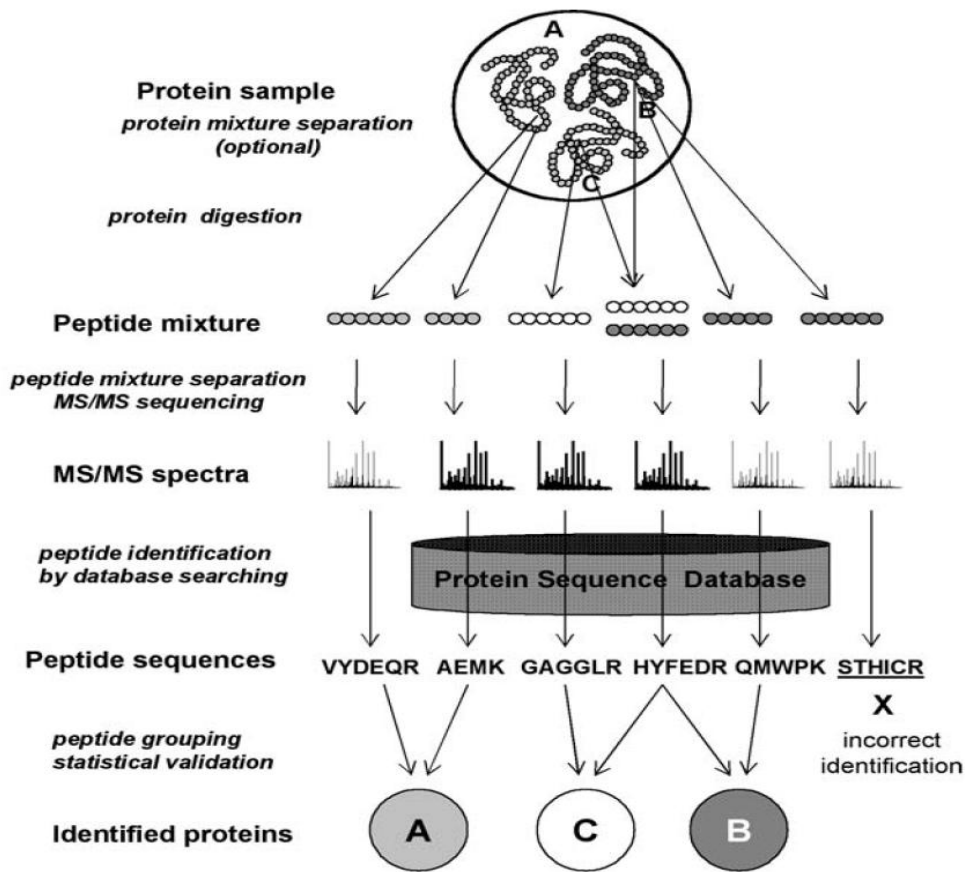 A
Protein sample
B
protein mixture separation
(optional)
C
protein digestion
Peptide mixture
peptide mixture separation
MS/MS sequencing
MS/MS spectra
peptide identification
by database searching
Protein Sequence Database
Peptide sequences
VYDEQR AEMK GAGGLR HYFEDR QMWPK STHICR
X
incorrect
identification
peptide grouping
statistical validation
Identified proteins
A C B